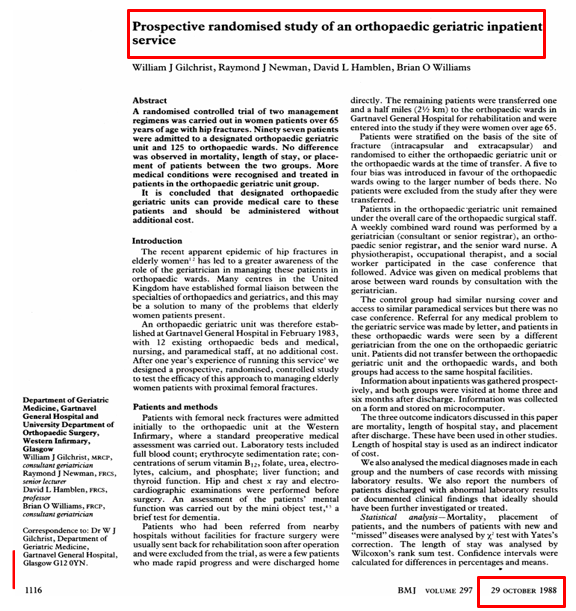 Prospective randomised study of an orthopaedic geriatric inpatient
service
William J Gilchrist, Raymond J Newman, David L Hamblen, Brian O Williams
Abstract
A randomised controlled trial of two management
regimens was carried out in women patients over 65
years of age with hip fractures. Ninety seven patients
were admitted to a designated orthopaedic geriatric
unit and 125 to orthopaedic wards. No difference
was observed in mortality, length of stay, or place-
ment of patients between the two groups. More
medical conditions were recognised and treated in
patients in the orthopaedic geriatric unit group.
It is concluded that designated orthopaedic
geriatric units can provide medical care to these
patients and should be administered without
additional cost.
Introduction
The recent apparent epidemic of hip fractures in
elderly women¹ ² has led to a greater awareness of the
role of the geriatrician in managing these patients in
orthopaedic wards. Many centres in the United
Kingdom have established formal liaison between the
specialties of orthopaedics and geriatrics, and this may
be a solution to many of the problems that elderly
women patients present.
An orthopaedic geriatric unit was therefore estab-
lished at Gartnavel General Hospital in February 1983,
with 12 existing orthopaedic beds and medical,
nursing, and paramedical staff, at no additional cost.
After one year's experience of running this service³ we
designed a prospective, randomised, controlled study
to test the efficacy of this approach to managing elderly
women patients with proximal femoral fractures.
Patients and methods
Patients with femoral neck fractures were admitted
initially to the orthopaedic unit at the Western
Infirmary, where a standard preoperative medical
assessment was carried out. Laboratory tests included
full blood count; erythrocyte sedimentation rate; con-
centrations of serum vitamin B₁₂, folate, urea, electro-
lytes, calcium, and phosphate; liver function; and
thyroid function. Hip and chest x ray and electro-
cardiographic examinations were performed before
surgery. An assessment of the patients' mental
function was carried out by the mini object test,⁴ ⁵ a
brief test for dementia.
Patients who had been referred from nearby
hospitals without facilities for fracture surgery were
usually sent back for rehabilitation soon after operation
and were excluded from the trial, as were a few patients
who made rapid progress and were discharged home
directly. The remaining patients were transferred one
and a half miles (2½ km) to the orthopaedic wards in
Gartnavel General Hospital for rehabilitation and were
entered into the study if they were women over age 65.
Patients were stratified on the basis of the site of
fracture (intracapsular and extracapsular) and
randomised to either the orthopaedic geriatric unit or
the orthopaedic wards at the time of transfer. A five to
four bias was introduced in favour of the orthopaedic
wards owing to the larger number of beds there. No
patients were excluded from the study after they were
transferred.
Patients in the orthopaedic geriatric unit remained
under the overall care of the orthopaedic surgical staff.
A weekly combined ward round was performed by a
geriatrician (consultant or senior registrar), an ortho-
paedic senior registrar, and the senior ward nurse. A
physiotherapist, occupational therapist, and a social
worker participated in the case conference that
followed. Advice was given on medical problems that
arose between ward rounds by consultation with the
geriatrician.
The control group had similar nursing cover and
access to similar paramedical services but there was no
case conference. Referral for any medical problem to
the geriatric service was made by letter, and patients in
these orthopaedic wards were seen by a different
geriatrician from the one on the orthopaedic geriatric
unit. Patients did not transfer between the orthopaedic
geriatric unit and the orthopaedic wards, and both
groups had access to the same hospital facilities.
Information about inpatients was gathered prospect-
ively, and both groups were visited at home three and
six months after discharge. Information was collected
on a form and stored on microcomputer.
The three outcome indicators discussed in this paper
are mortality, length of hospital stay, and placement
after discharge. These have been used in other studies.
Length of hospital stay is used as an indirect indicator
of cost.
We also analysed the medical diagnoses made in each
group and the numbers of case records with missing
laboratory results. We also report the numbers of
patients discharged with abnormal laboratory results
or documented clinical findings that ideally should
have been further investigated or treated.
Statistical analysis—Mortality, placement of
patients, and the numbers of patients with new and
"missed" diseases were analysed by χ² test with Yates's
correction. The length of stay was analysed by
Wilcoxon's rank sum test. Confidence intervals were
calculated for differences in percentages and means.
Department of Geriatric
Medicine, Gartnavel
General Hospital and
University Department of
Orthopaedic Surgery,
Western Infirmary,
Glasgow
William J Gilchrist, MRCP,
consultant geriatrician
Raymond J Newman, FRCS,
senior lecturer
David L Hamblen, FRCS,
professor
Brian O Williams, FRCP,
consultant geriatrician
Correspondence to: Dr W J
Gilchrist, Department of
Geriatric Medicine,
Gartnavel General Hospital,
Glasgow G12 0YN.
1116
BMJ VOLUME 297
29 OCTOBER 1988